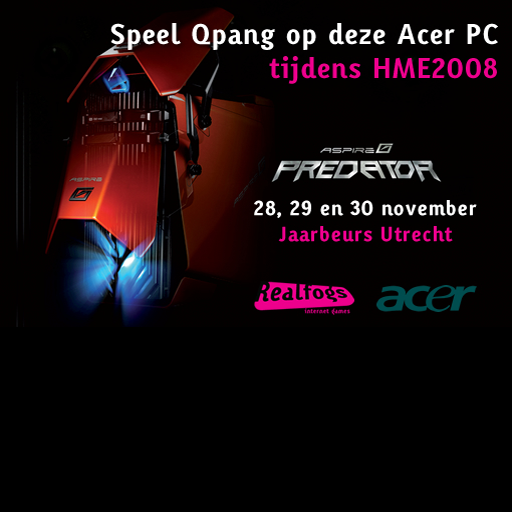 Speel Qpang op deze Acer PC
tijdens HME2008
ASPIRE G
PREDATOR
ASPIRE
28, 29 en 30 november
Jaarbeurs Utrecht
Realfogs
internet games
acer